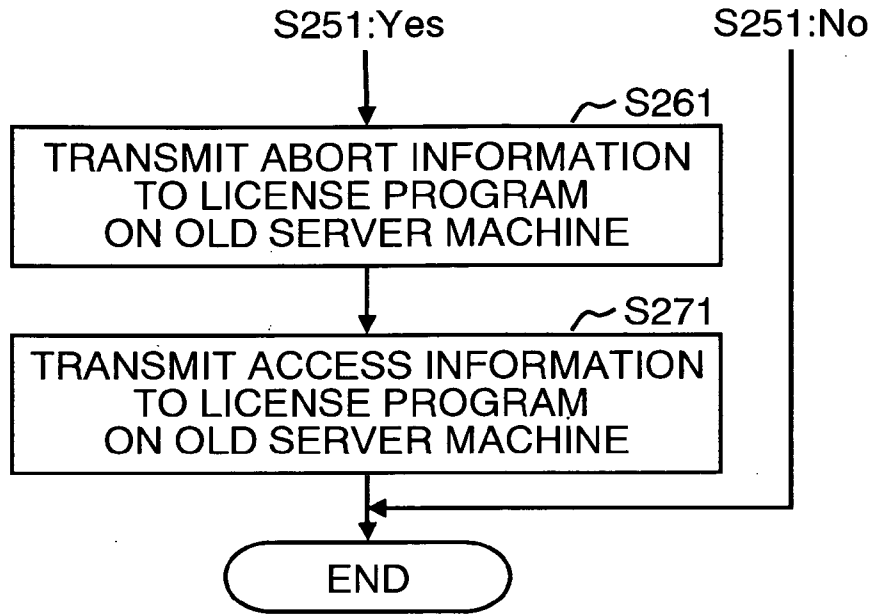 S251:Yes
S251:No
S261
TRANSMIT ABORT INFORMATION
TO LICENSE PROGRAM
ON OLD SERVER MACHINE
S271
TRANSMIT ACCESS INFORMATION
TO LICENSE PROGRAM
ON OLD SERVER MACHINE
END